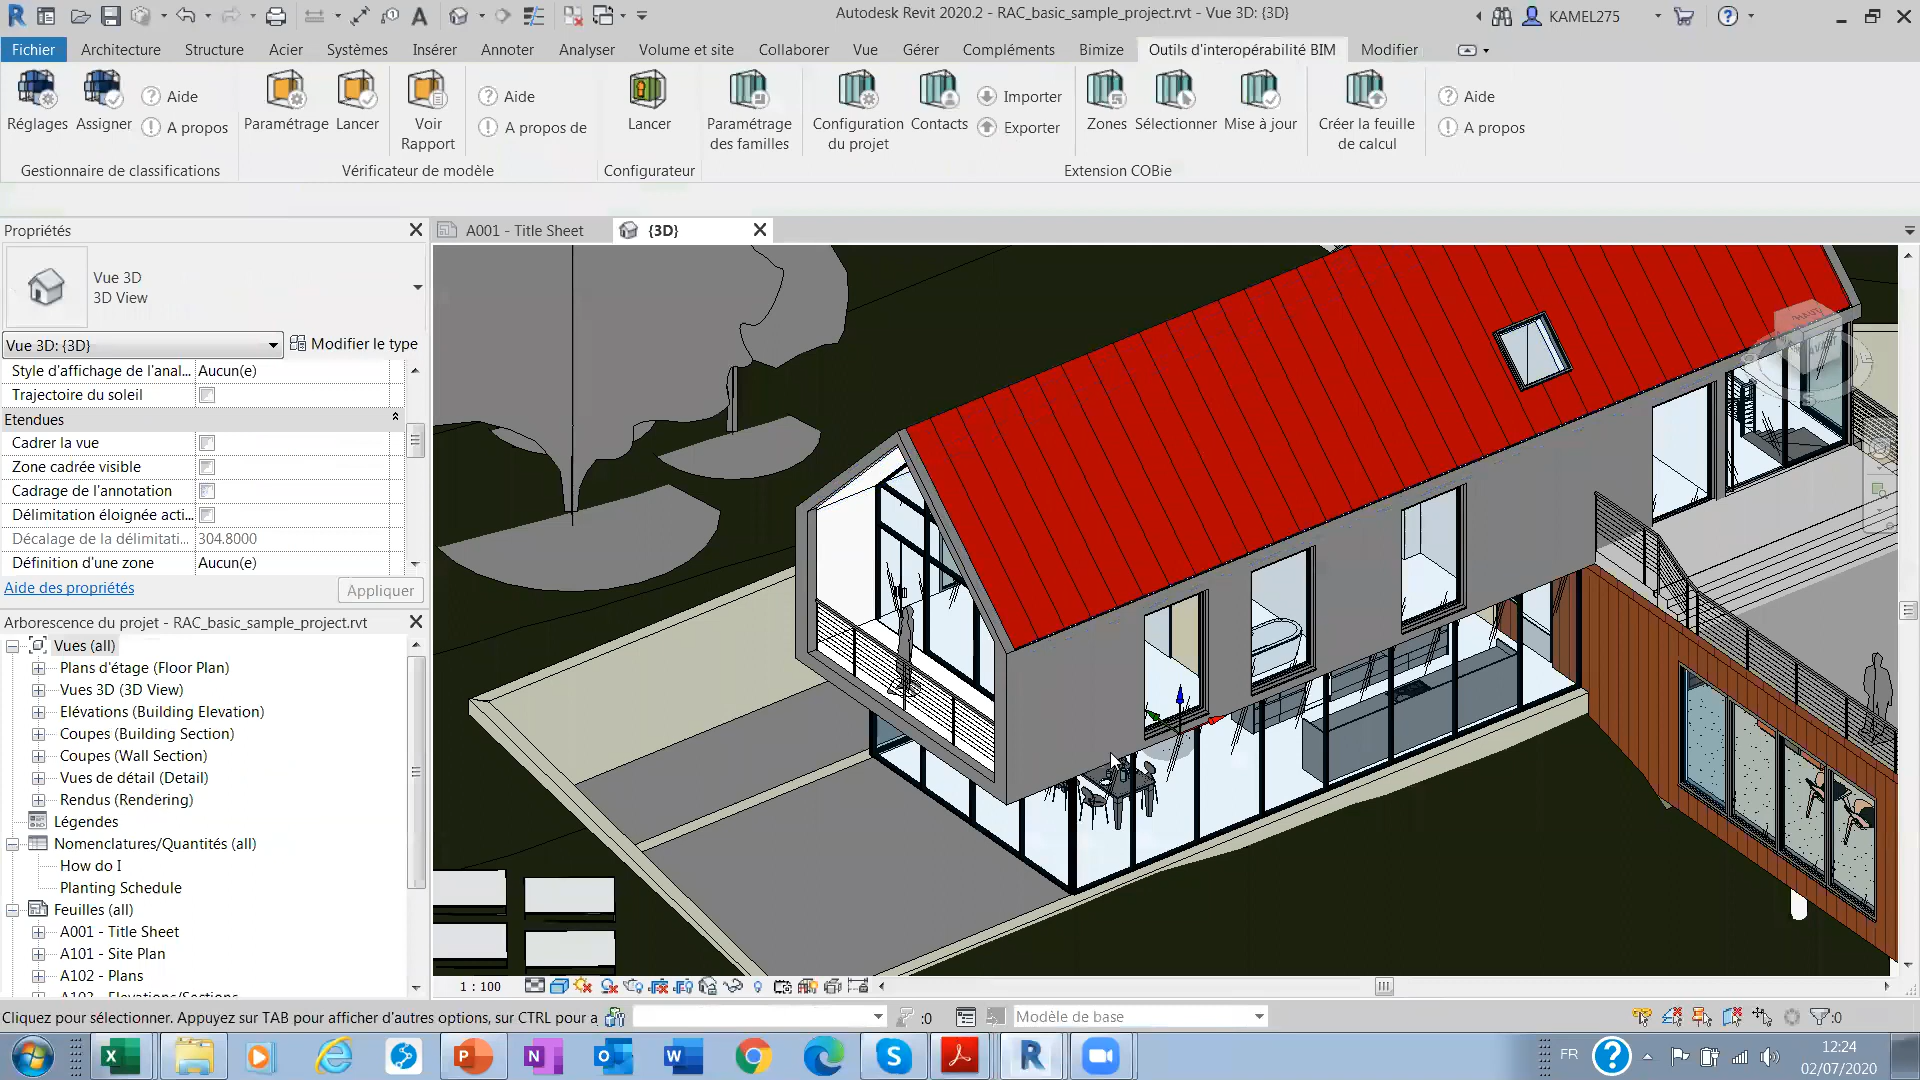 Autodesk Revit 2020.2 - RAC_basic_sample_project.rvt - Vue 3D: {3D}
KAMEL275
Fichier Architecture Structure Acier Systèmes Insérer Annoter Analyser Volume et site Collaborer Vue Gérer Compléments Bimize Outils d'interopérabilité BIM Modifier
Réglages Assigner Aide A propos
Gestionnaire de classifications
Paramétrage Lancer Voir Rapport Aide A propos de
Vérificateur de modèle
Lancer
Configurateur
Paramétrage des familles Configuration du projet Contacts Importer Exporter Zones Sélectionner Mise à jour Créer la feuille de calcul Aide A propos
Extension COBie
Propriétés
A001 - Title Sheet
{3D}
Vue 3D
3D View
Vue 3D: {3D}
Modifier le type
Style d'affichage de l'anal... Aucun(e)
Trajectoire du soleil
Etendues
Cadrer la vue
Zone cadrée visible
Cadrage de l'annotation
Délimitation éloignée acti...
Décalage de la délimitati... 304.8000
Définition d'une zone Aucun(e)
Aide des propriétés
Appliquer
Arborescence du projet - RAC_basic_sample_project.rvt
Vues (all)
Plans d'étage (Floor Plan)
Vues 3D (3D View)
Elévations (Building Elevation)
Coupes (Building Section)
Coupes (Wall Section)
Vues de détail (Detail)
Rendus (Rendering)
Légendes
Nomenclatures/Quantités (all)
How do I
Planting Schedule
Feuilles (all)
A001 - Title Sheet
A101 - Site Plan
A102 - Plans
A103 - Elevations/Sections
1 : 100
Cliquez pour sélectionner. Appuyez sur TAB pour afficher d'autres options, sur CTRL pour a
:0
Modèle de base
:0
FR
12:24
02/07/2020